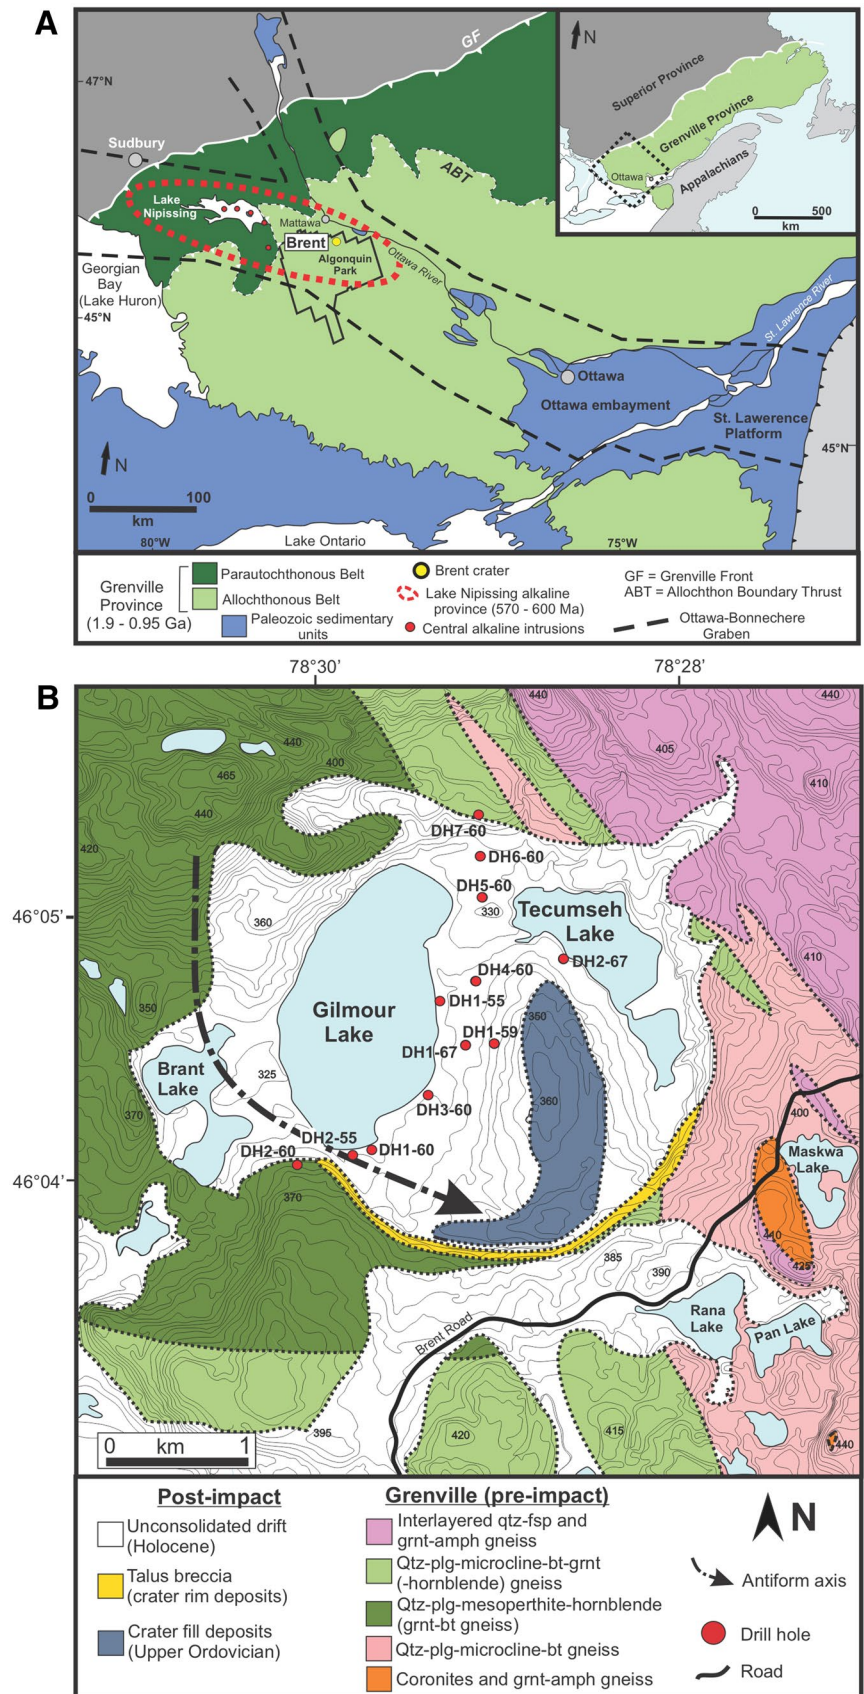 A
GF
N
Superior Province
Grenville Province
Ottawa
Appalachians
0 500
km
47°N
Sudbury
ABT
Lake
Nipissing
Mattawa
Brent
Algonquin
Park
Ottawa River
Georgian
Bay
(Lake Huron)
45°N
St. Lawrence River
Ottawa
Ottawa embayment
St. Lawerence
Platform
45°N
N
0 100
km
80°W
Lake Ontario
75°W
Grenville
Province
(1.9 - 0.95 Ga)
Parautochthonous Belt
Allochthonous Belt
Paleozoic sedimentary
units
Brent crater
Lake Nipissing alkaline
province (570 - 600 Ma)
Central alkaline intrusions
GF = Grenville Front
ABT = Allochthon Boundary Thrust
Ottawa-Bonnechere
Graben
B
78°30’
78°28’
440
440
440
405
400
465
410
440
DH7-60
420
DH6-60
DH5-60
46°05’
330
360
Tecumseh
Lake
410
DH2-67
DH4-60
350
DH1-55
350
Gilmour
Lake
DH1-59
DH1-67
Brant
Lake
325
360
370
DH3-60
400
DH2-55
DH1-60
DH2-60
Maskwa
Lake
46°04’
370
410
385
425
390
Rana
Lake
Pan Lake
Brent Road
395
420
415
440
0 km 1
Post-impact
Unconsolidated drift
(Holocene)
Talus breccia
(crater rim deposits)
Crater fill deposits
(Upper Ordovician)
Grenville (pre-impact)
Interlayered qtz-fsp and
grnt-amph gneiss
Qtz-plg-microcline-bt-grnt
(-hornblende) gneiss
Qtz-plg-mesoperthite-hornblende
(grnt-bt gneiss)
Qtz-plg-microcline-bt gneiss
Coronites and grnt-amph gneiss
N
Antiform axis
Drill hole
Road